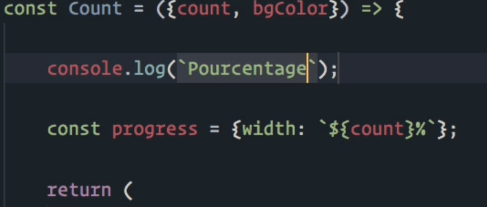 const Count = ({count, bgColor}) => {
console.log(`Pourcentage`);
const progress = {width: `${count}%`};
return (